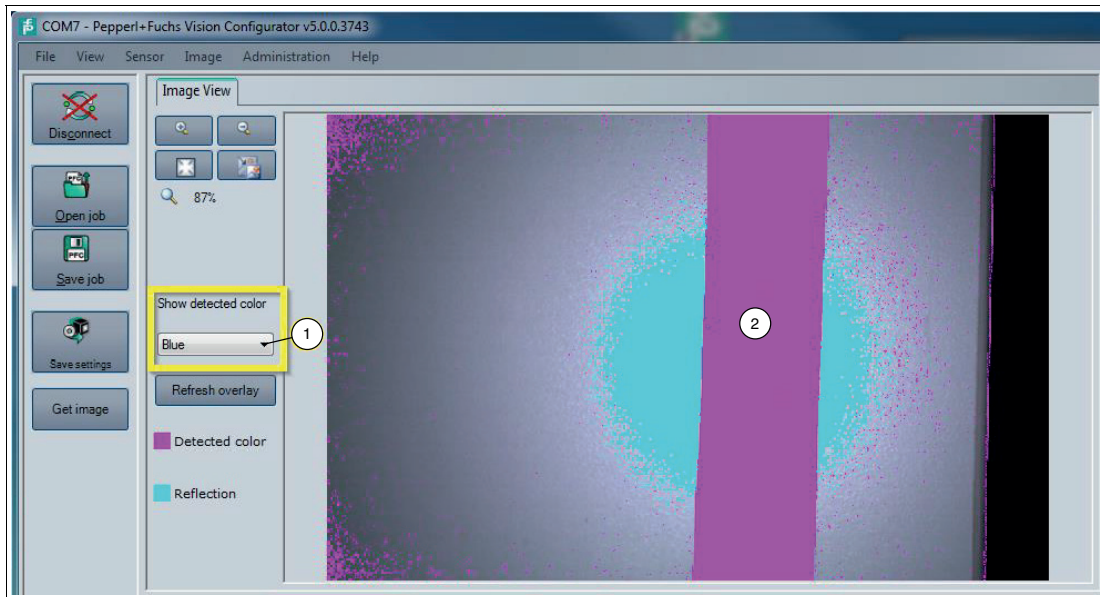 COM7 - Pepperl+Fuchs Vision Configurator v5.0.0.3743
File View Sensor Image Administration Help
Disconnect
Open job
PFC
Save job
Save settings
Get image
Image View
87%
Show detected color
Blue
1
Refresh overlay
Detected color
Reflection
2